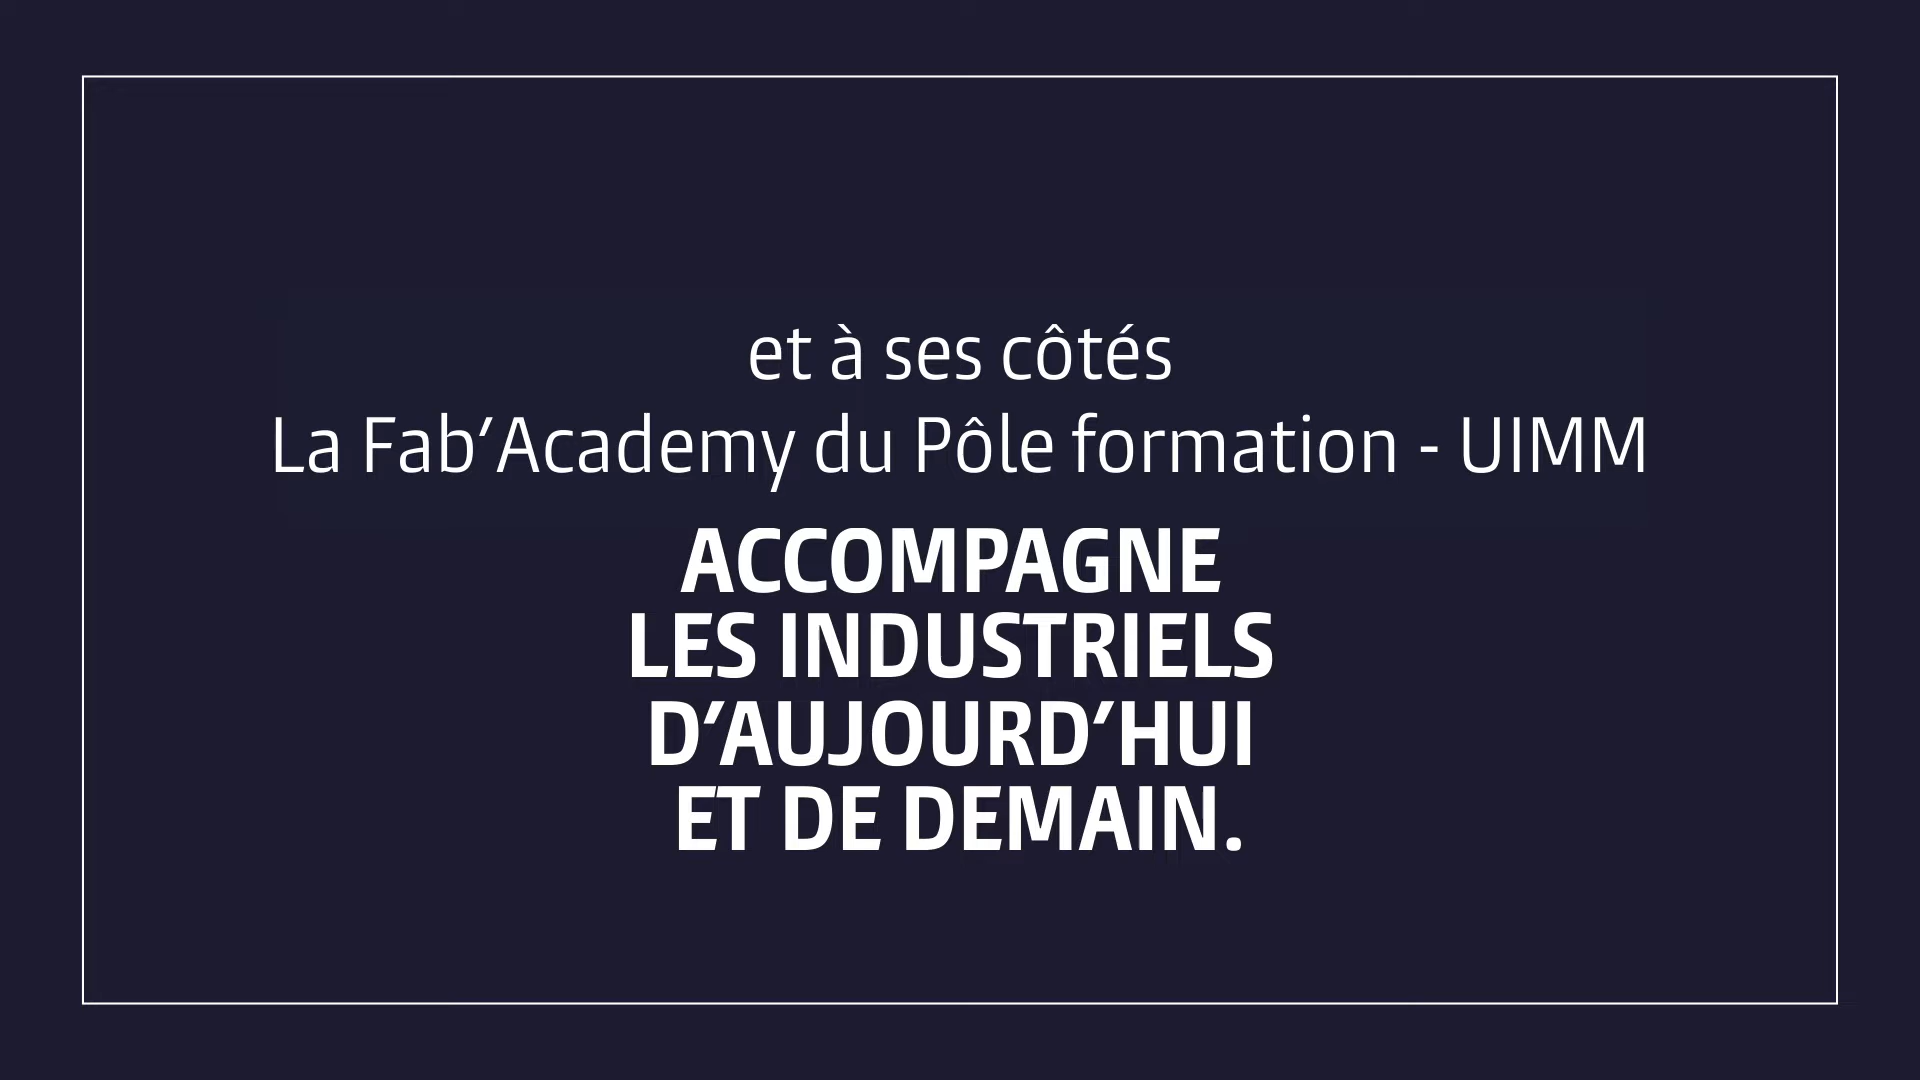 et à ses côtés
La Fab’Academy du Pôle formation - UIMM
ACCOMPAGNE
LES INDUSTRIELS
D’AUJOURD’HUI
ET DE DEMAIN.